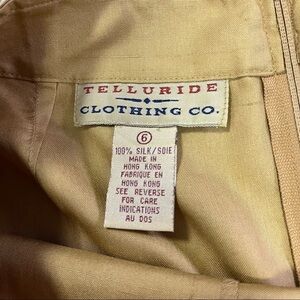 TELLURIDE
CLOTHING CO.
6
100% SILK/SOIE
MADE IN
HONG KONG
FABRIQUE EN
HONG KONG
SEE REVERSE
FOR CARE
INDICATIONS
AU DOS